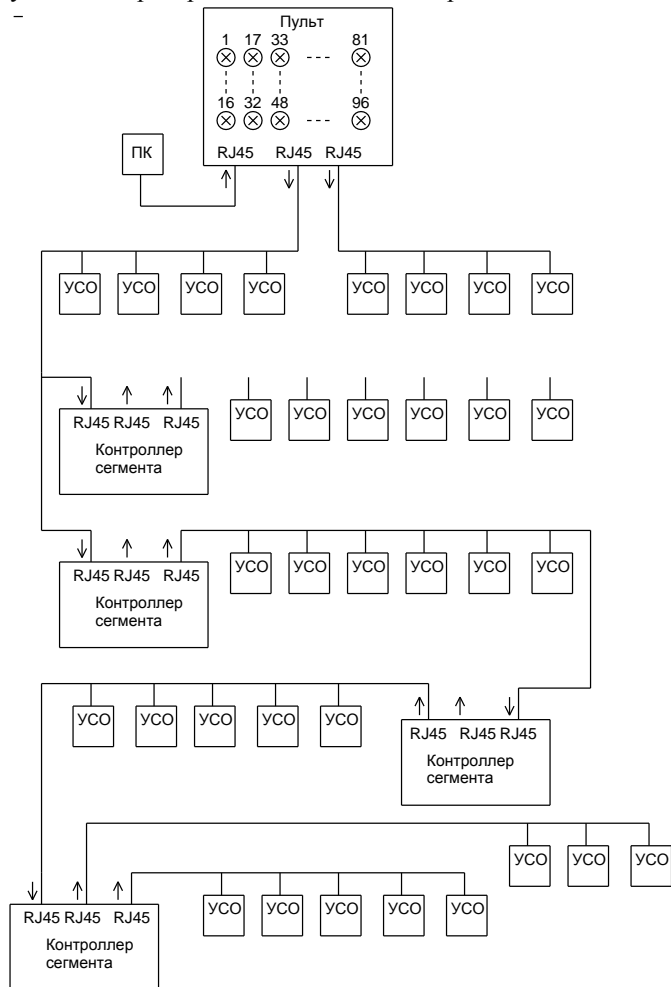 Пульт
1 17 33 --- 81
16 32 48 --- 96
ПК
RJ45 RJ45 RJ45
УСО УСО УСО УСО УСО УСО УСО УСО
RJ45 RJ45 RJ45
Контроллер
сегмента
УСО УСО УСО УСО УСО УСО
RJ45 RJ45 RJ45
Контроллер
сегмента
УСО УСО УСО УСО УСО УСО
УСО УСО УСО УСО УСО
RJ45 RJ45 RJ45
Контроллер
сегмента
УСО УСО УСО
RJ45 RJ45 RJ45
Контроллер
сегмента
УСО УСО УСО УСО УСО